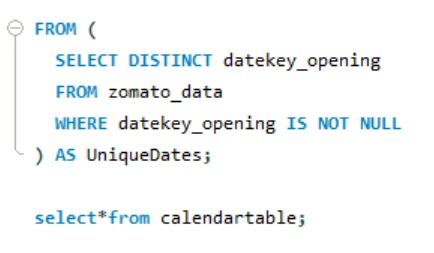 FROM (
SELECT DISTINCT datekey_opening
FROM zomato_data
WHERE datekey_opening IS NOT NULL
) AS UniqueDates;
select*from calendartable;